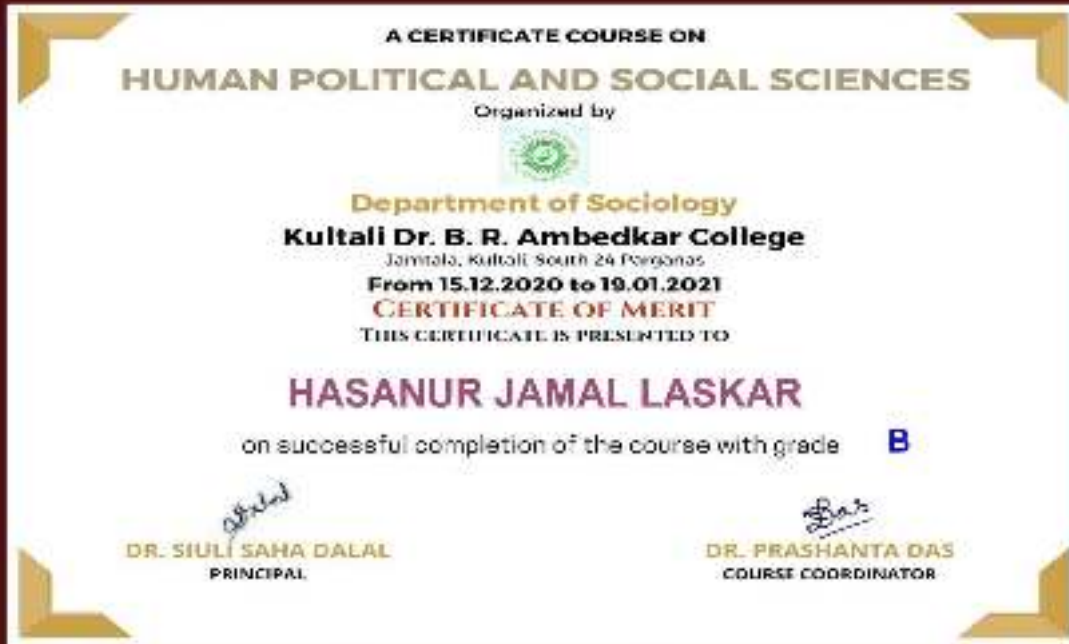 A CERTIFICATE COURSE ON
HUMAN POLITICAL AND SOCIAL SCIENCES
Organized by
Department of Sociology
Kultali Dr. B. R. Ambedkar College
Jamtala, Kultali, South 24 Parganas
From 15.12.2020 to 19.01.2021
CERTIFICATE OF MERIT
THIS CERTIFICATE IS PRESENTED TO
HASANUR JAMAL LASKAR
on successful completion of the course with grade B
DR. SIULI SAHA DALAL
PRINCIPAL
DR. PRASHANTA DAS
COURSE COORDINATOR